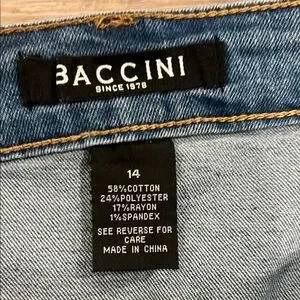 BACCINI
SINCE 1978
14
58%COTTON
24%POLYESTER
17%RAYON
1%SPANDEX
SEE REVERSE FOR
CARE
MADE IN CHINA